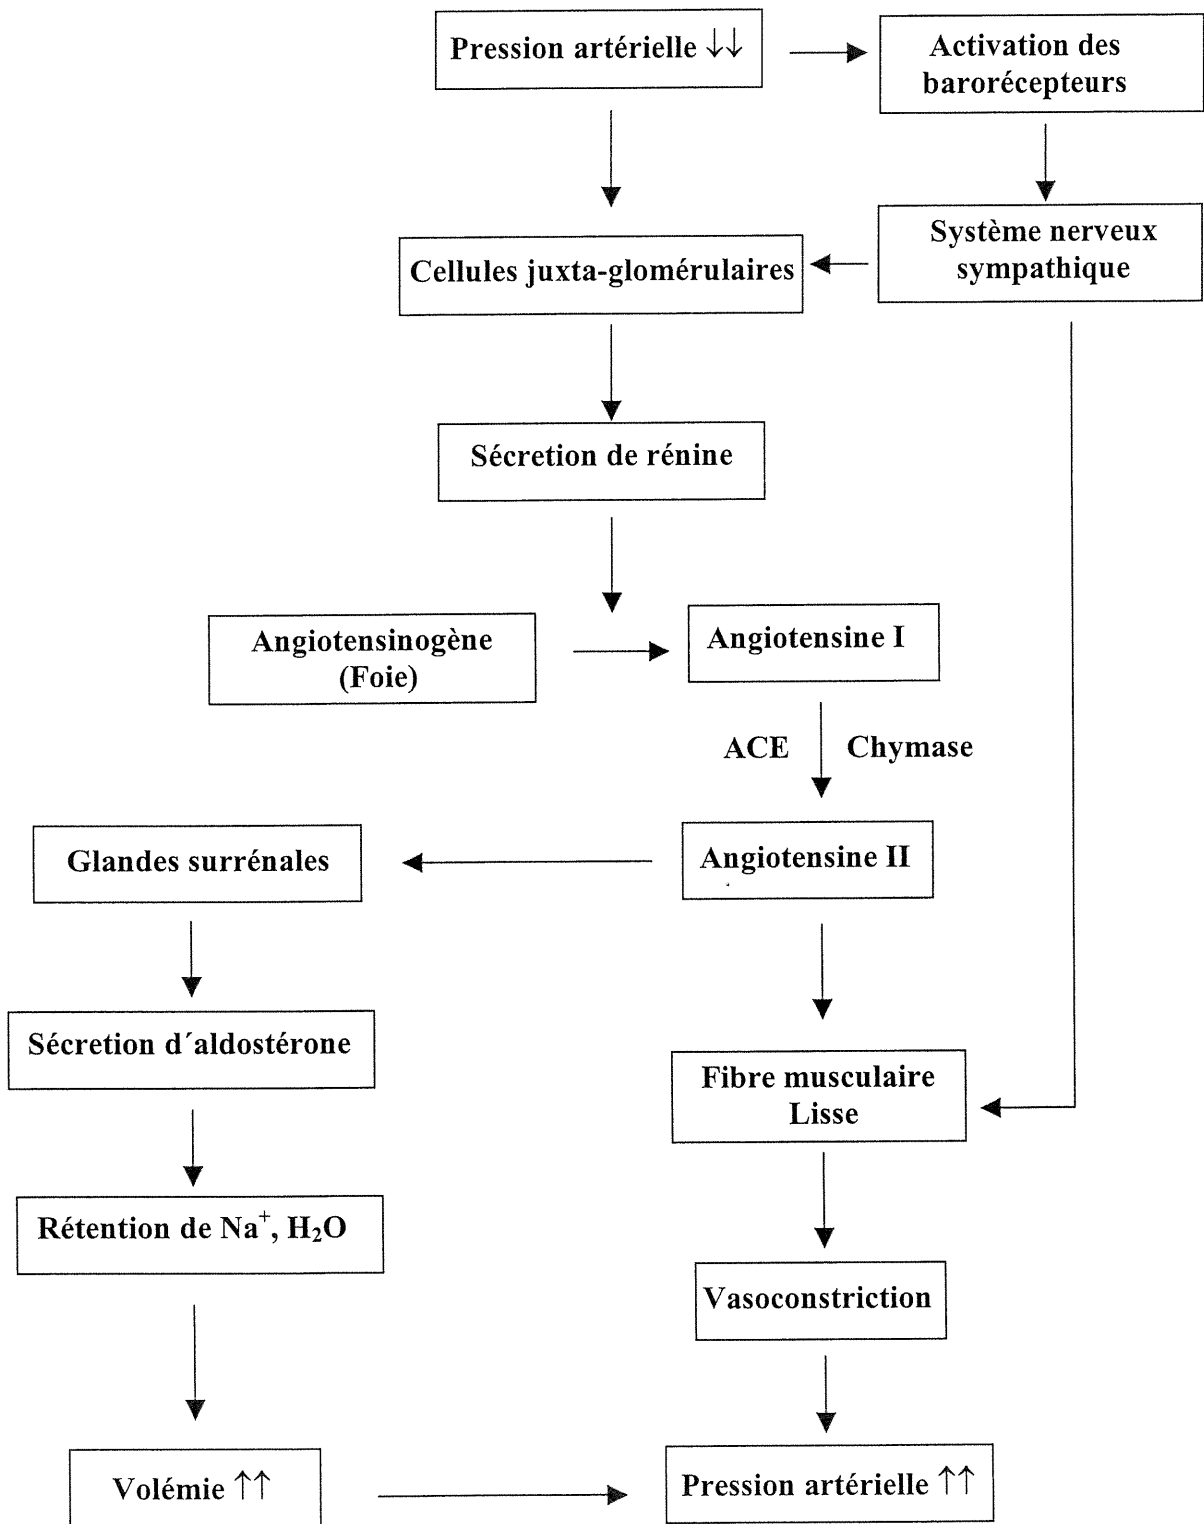 Pression artérielle ↓↓
Activation des
barorécepteurs
Système nerveux
sympathique
Cellules juxta-glomérulaires
Sécretion de rénine
Angiotensinogène
(Foie)
Angiotensine I
ACE
Chymase
Glandes surrénales
Angiotensine II
Sécretion d´aldostérone
Fibre musculaire
Lisse
Rétention de Na⁺, H₂O
Vasoconstriction
Volémie ↑↑
Pression artérielle ↑↑